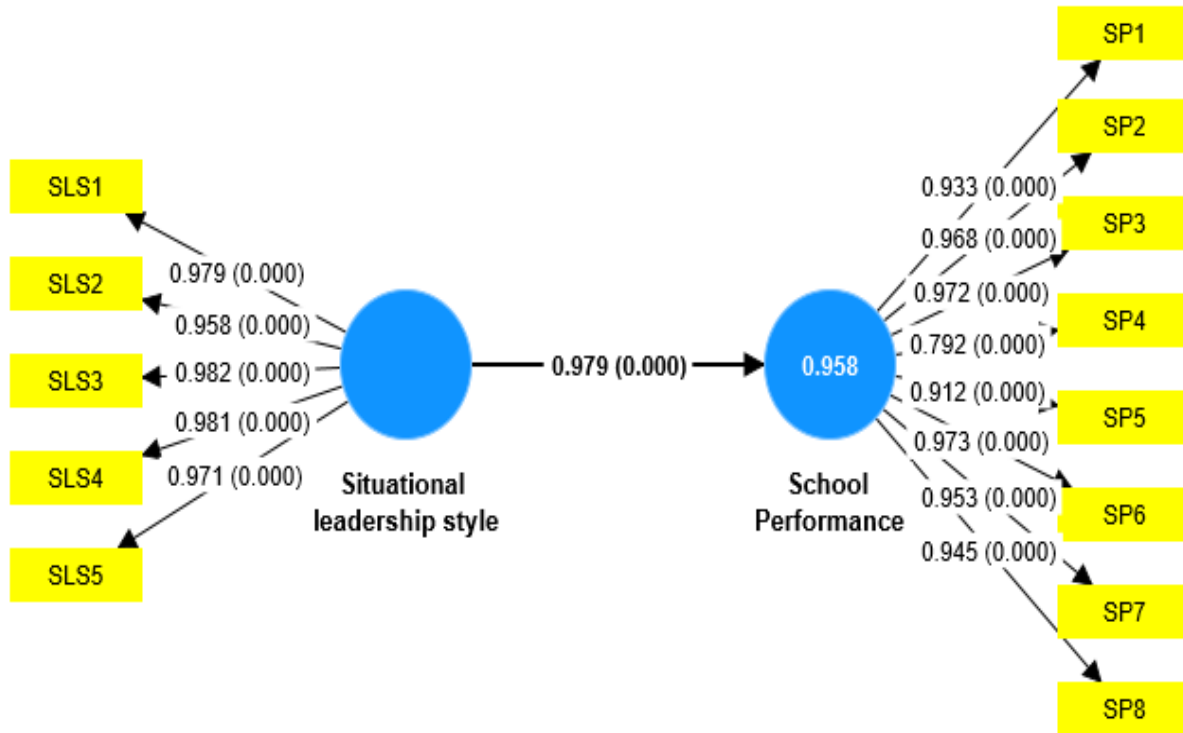 SP1
SP2
SLS1
0.933 (0.000)
SP3
0.968 (0.000)
SLS2
0.979 (0.000)
0.972 (0.000)
SP4
0.958 (0.000)
0.792 (0.000)
SLS3
0.982 (0.000)
0.979 (0.000)
0.958
0.912 (0.000)
SP5
0.981 (0.000)
0.973 (0.000)
SLS4
0.971 (0.000)
Situational
leadership style
School
Performance
0.953 (0.000)
SP6
0.945 (0.000)
SLS5
SP7
SP8